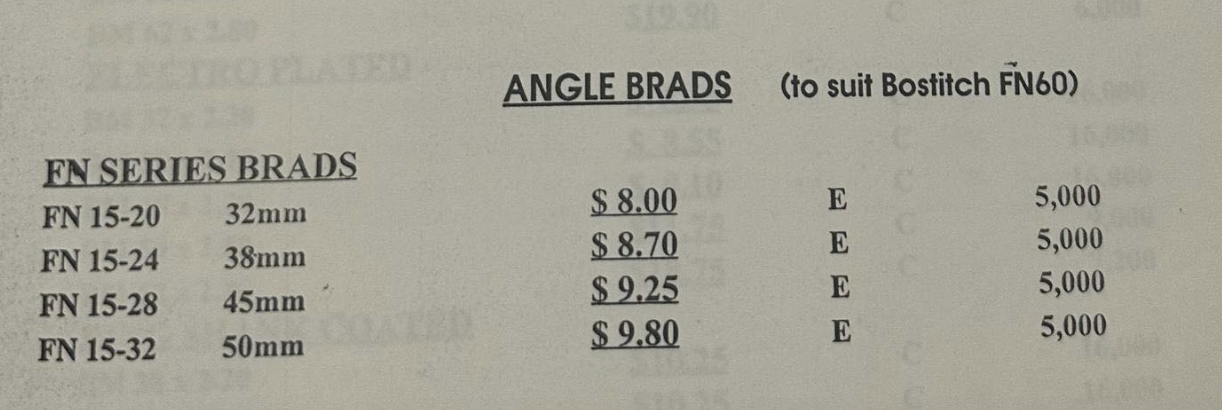 ANGLE BRADS (to suit Bostitch FN60)
FN SERIES BRADS
FN 15-20 32mm $ 8.00 E 5,000
FN 15-24 38mm $ 8.70 E 5,000
FN 15-28 45mm $ 9.25 E 5,000
FN 15-32 50mm $ 9.80 E 5,000